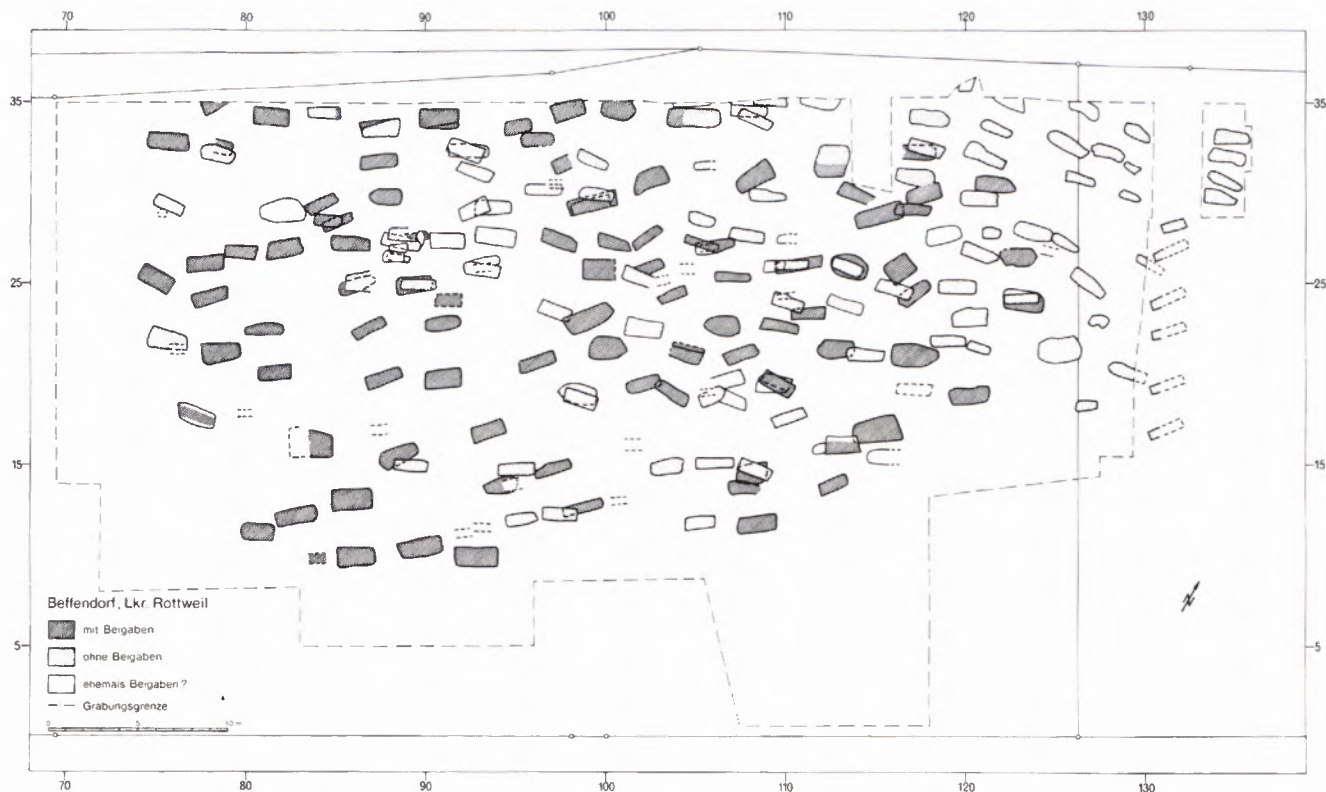 70 80 90 100 110 120 130
35 35
25 25
15 15
Beffendorf, Lkr. Rottweil
mit Beigaben
5 5
ohne Beigaben
ehemals Beigaben?
Grabungsgrenze
0 5 10 m
70 80 90 100 110 120 130